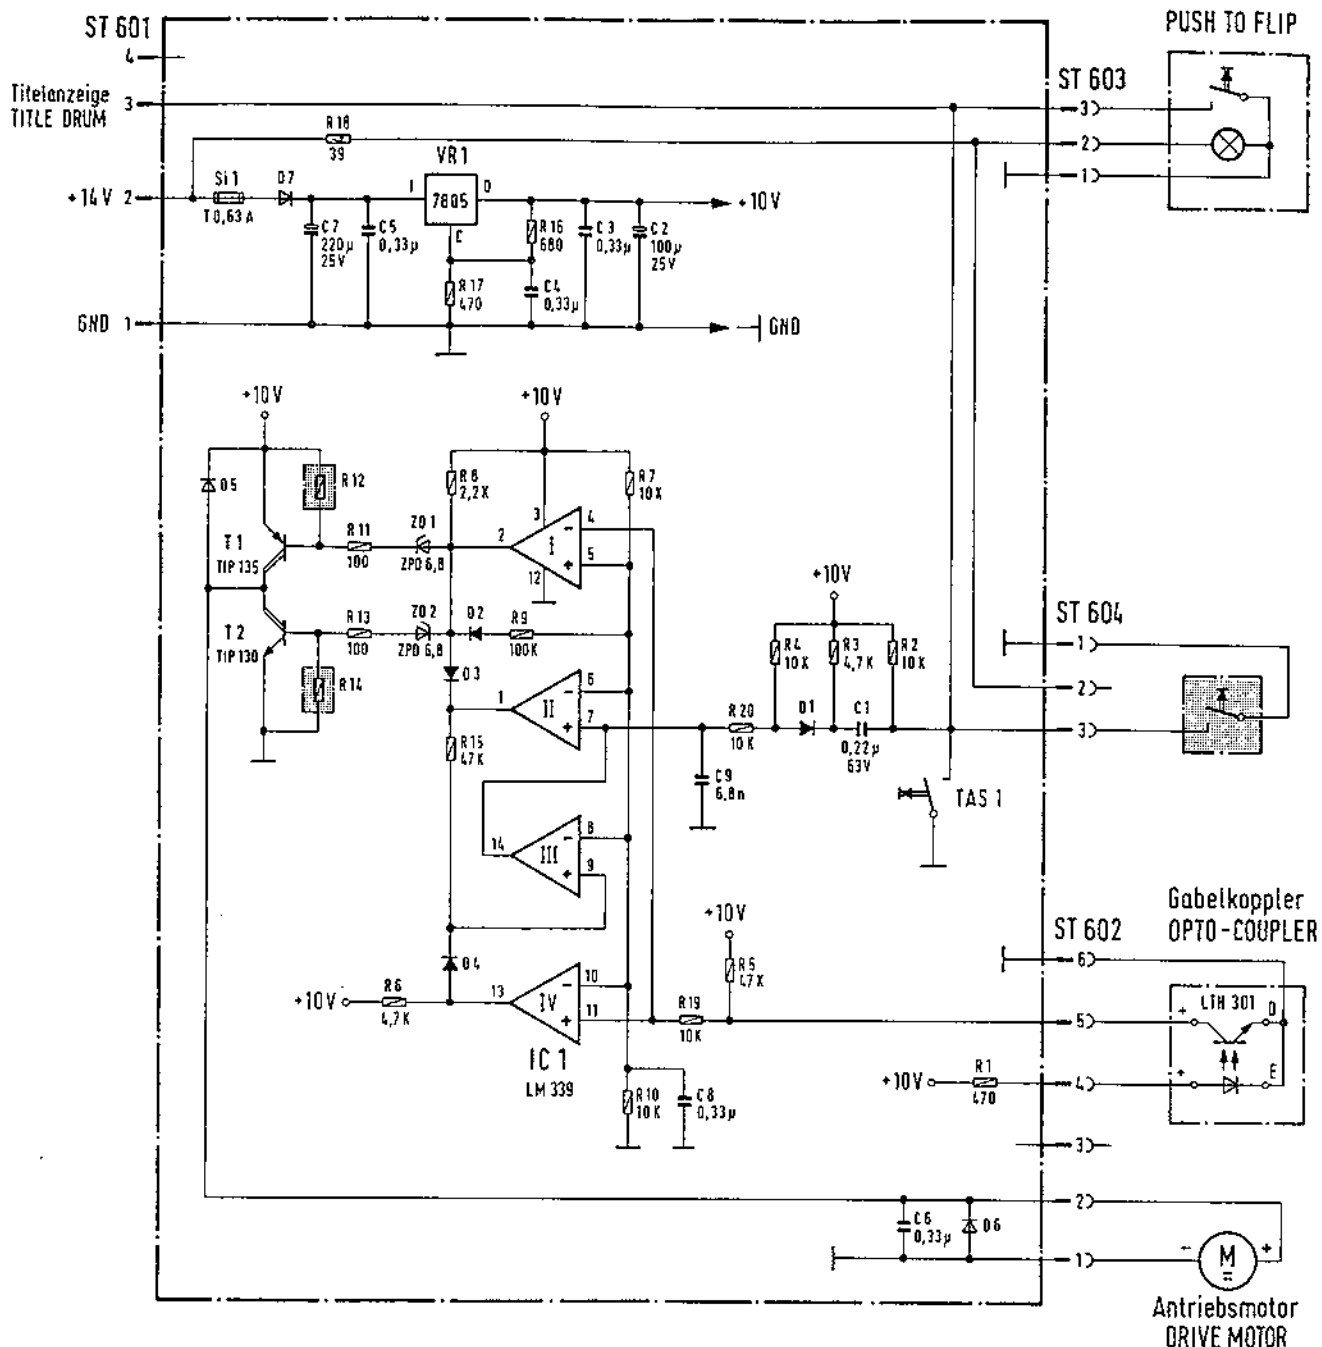 ST 601
PUSH TO FLIP
4
Titelanzeige
TITLE DRUM
3
ST 603
3
2
1
R18
39
+14V 2
Si 1
T0,63A
D7
VR1
I
7805
O
+10V
C7
220µ
25V
C5
0,33µ
E
R16
680
C3
0,33µ
C2
100µ
25V
R17
470
C4
0,33µ
GND 1
GND
+10V
+10V
D5
R12
R8
2,2K
R7
10K
T1
TIP 135
R11
100
ZD1
ZPD 6,8
2
3
I
12
4
5
+10V
T2
TIP 130
R13
100
ZD2
ZPD 6,8
D2
R9
100K
R14
D3
R4
10K
R3
4,7K
R2
10K
ST 604
1
2
3
1
II
6
7
R15
47K
R20
10K
D1
C1
0,22µ
63V
C9
6,8n
TAS 1
14
III
8
9
Gabelkoppler
OPTO-COUPLER
+10V
ST 602
6
D4
R5
47K
+10V
R6
4,7K
13
IV
10
11
R19
10K
5
LTH 301
+
D
IC 1
LM 339
+10V
R1
470
4
+
E
R10
10K
C8
0,33µ
3
2
C6
0,33µ
D6
1
-
M
+
Antriebsmotor
DRIVE MOTOR